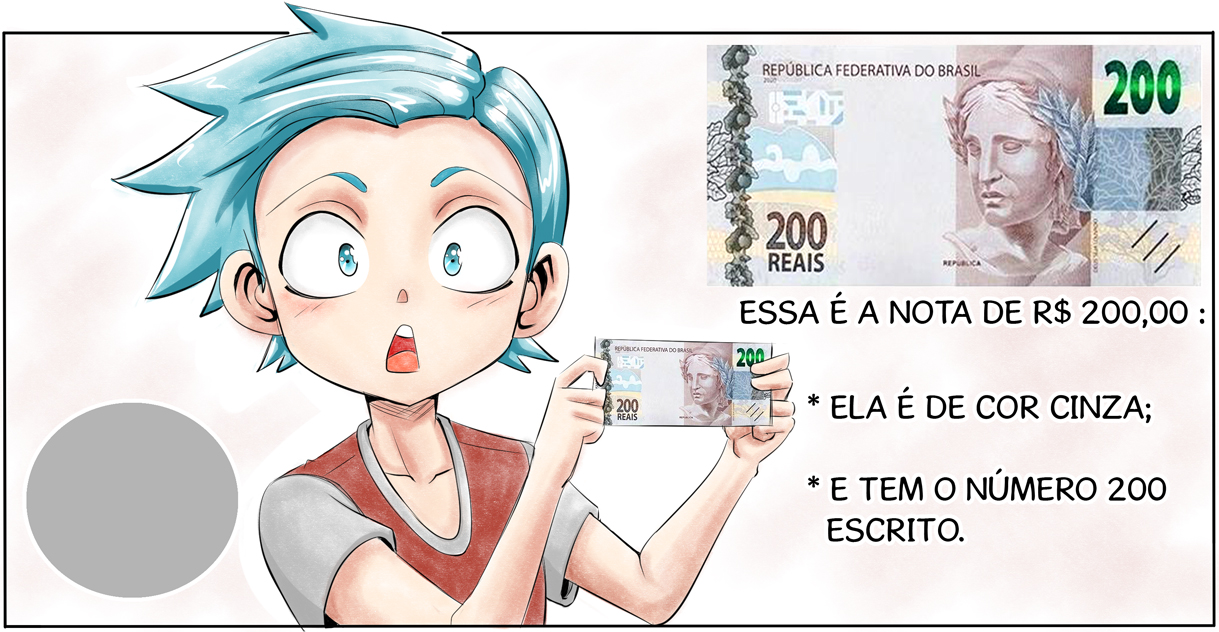 REPÚBLICA FEDERATIVA DO BRASIL
2020
200
200
REAIS
REPÚBLICA
ESSA É A NOTA DE R$ 200,00 :
REPÚBLICA FEDERATIVA DO BRASIL
200
200
REAIS
* ELA É DE COR CINZA;
* E TEM O NÚMERO 200
ESCRITO.